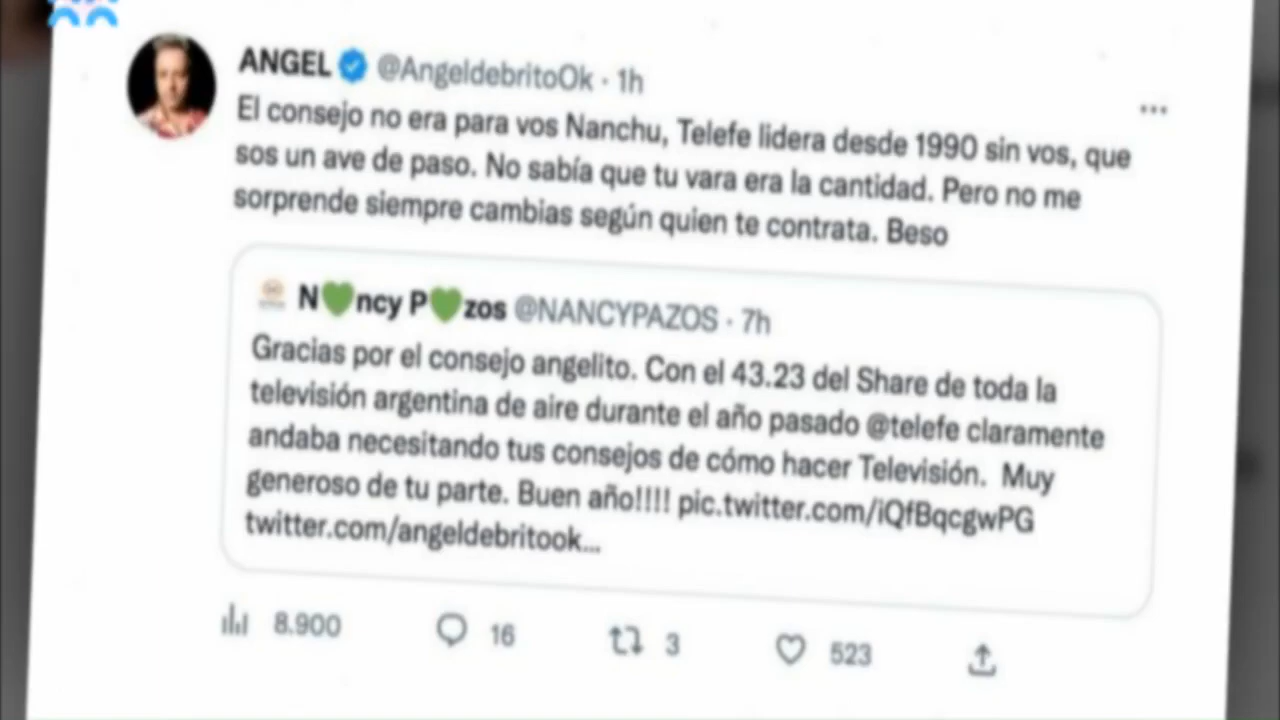 ANGEL @AngeldebritoOk · 1h
El consejo no era para vos Nanchu, Telefe lidera desde 1990 sin vos, que
sos un ave de paso. No sabía que tu vara era la cantidad. Pero no me
sorprende siempre cambias según quien te contrata. Beso
N💚ncy P💚zos @NANCYPAZOS · 7h
Gracias por el consejo angelito. Con el 43.23 del Share de toda la
televisión argentina de aire durante el año pasado @telefe claramente
andaba necesitando tus consejos de cómo hacer Televisión. Muy
generoso de tu parte. Buen año!!!! pic.twitter.com/iQfBqcgwPG
twitter.com/angeldebritook...
8.900 16 3 523